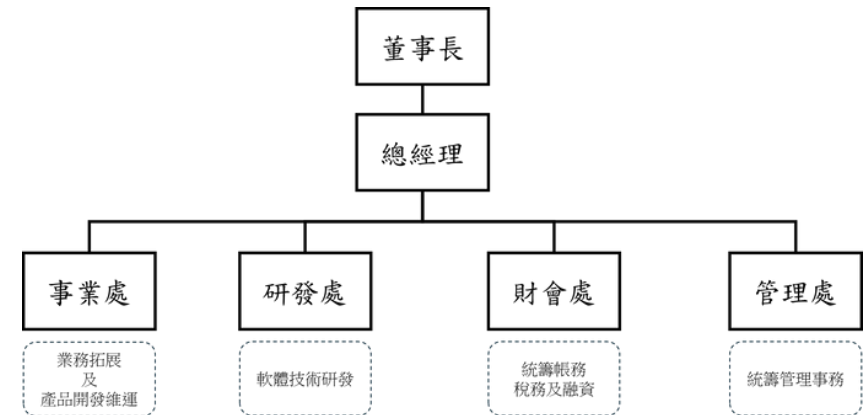 董事長
總經理
事業處
研發處
財會處
管理處
業務拓展
及
產品開發維運
軟體技術研發
統籌帳務
稅務及融資
統籌管理事務